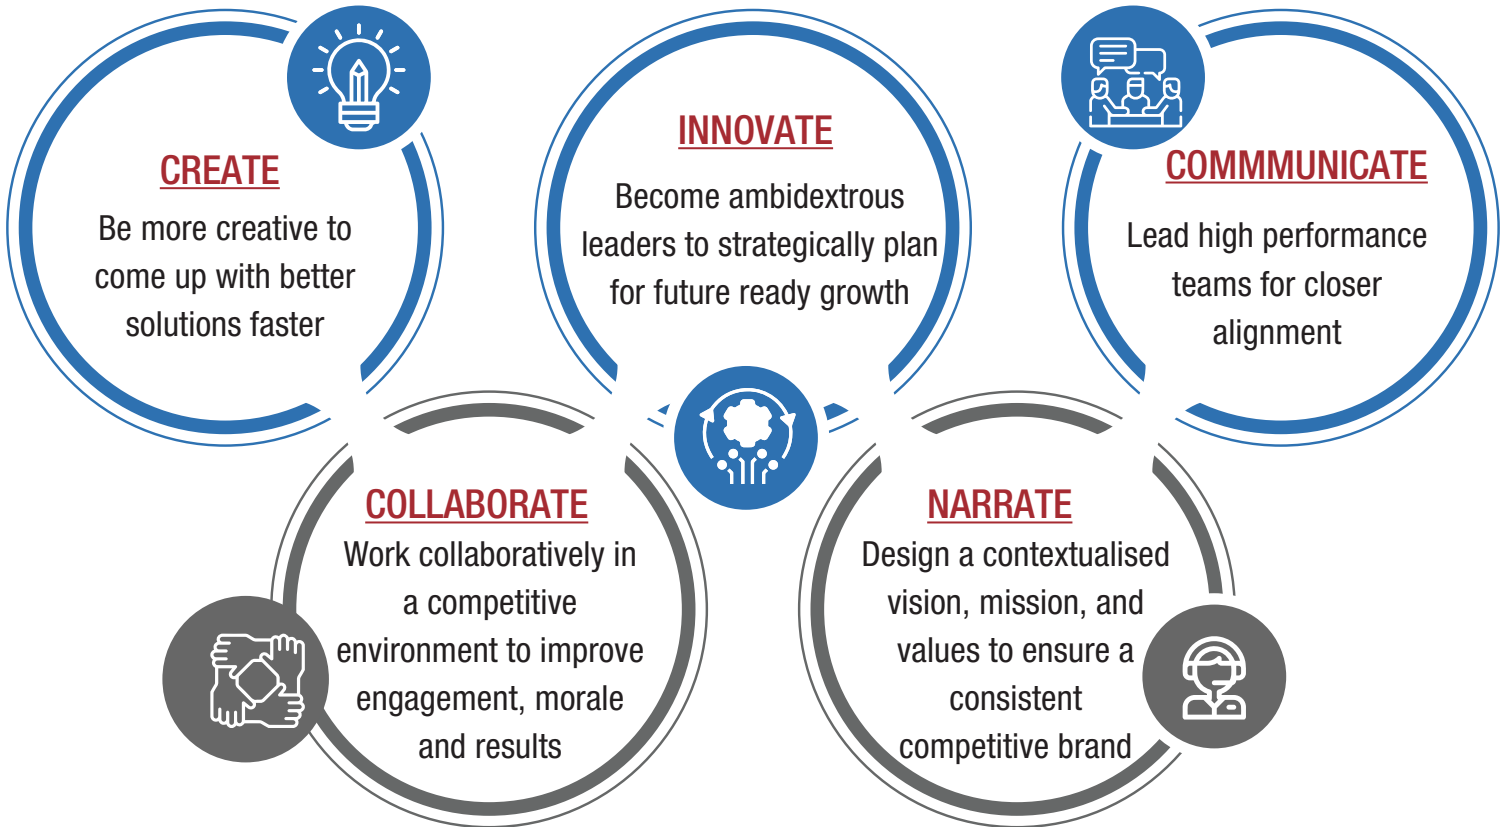 CREATE
Be more creative to
come up with better
solutions faster
INNOVATE
Become ambidextrous
leaders to strategically plan
for future ready growth
COMMMUNICATE
Lead high performance
teams for closer
alignment
COLLABORATE
Work collaboratively in
a competitive
environment to improve
engagement, morale
and results
NARRATE
Design a contextualised
vision, mission, and
values to ensure a
consistent
competitive brand